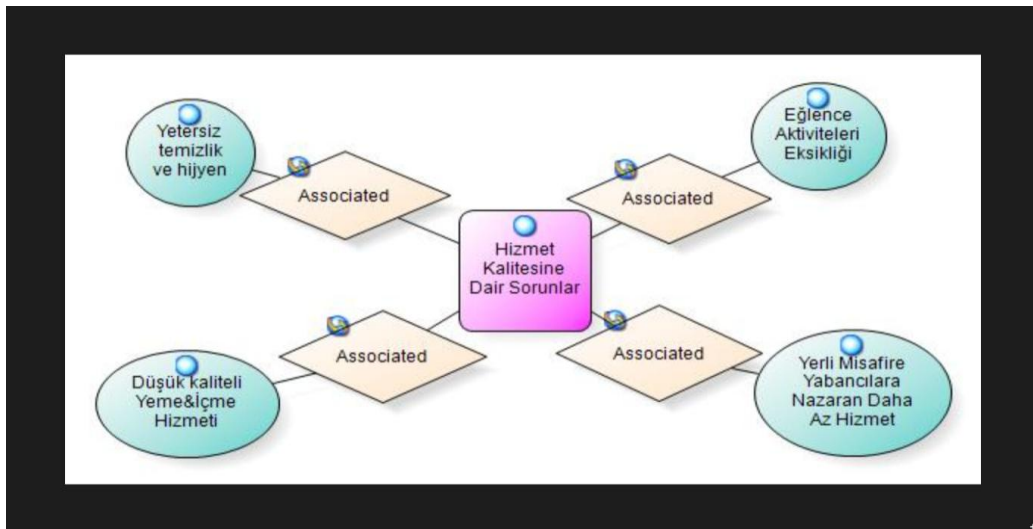 Yetersiz
temizlik
ve hijyen
Associated
Eğlence
Aktiviteleri
Eksikliği
Associated
Hizmet
Kalitesine
Dair Sorunlar
Düşük kaliteli
Yeme&İçme
Hizmeti
Associated
Associated
Yerli Misafire
Yabancılara
Nazaran Daha
Az Hizmet